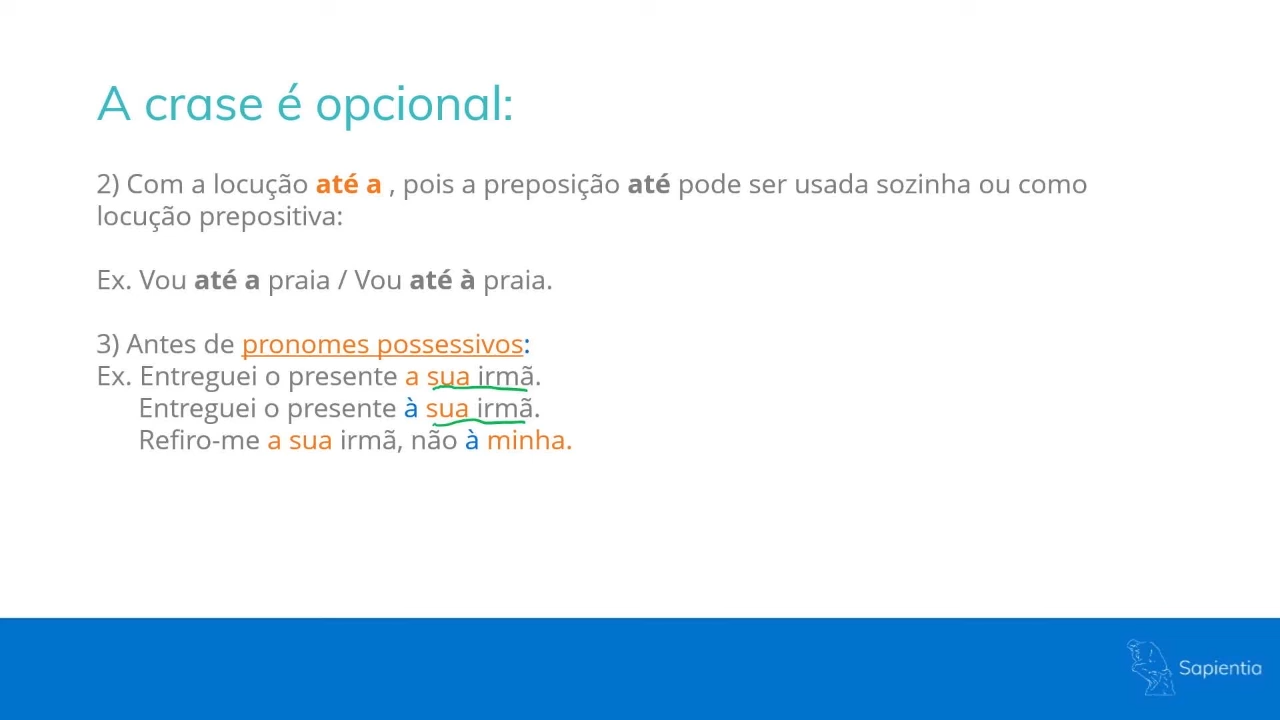 A crase é opcional:
2) Com a locução até a , pois a preposição até pode ser usada sozinha ou como
locução prepositiva:
Ex. Vou até a praia / Vou até à praia.
3) Antes de pronomes possessivos:
Ex. Entreguei o presente a sua irmã.
Entreguei o presente à sua irmã.
Refiro-me a sua irmã, não à minha.
Sapientia